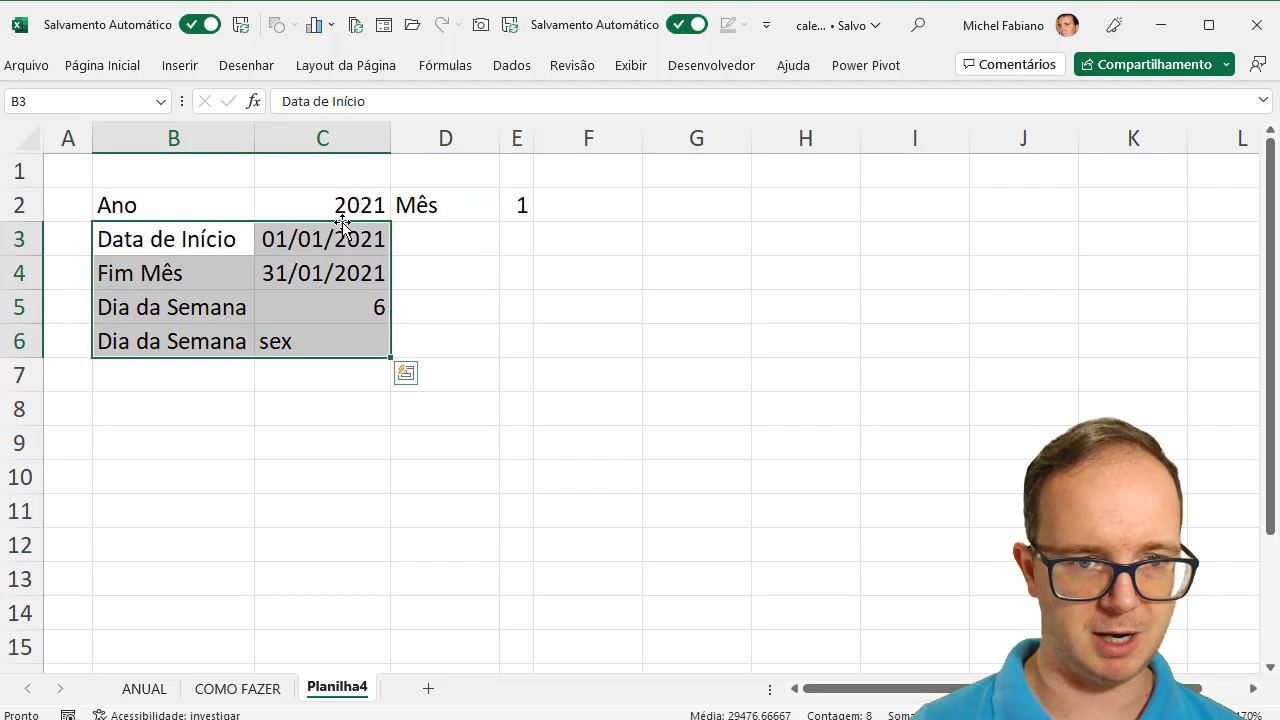 Salvamento Automático Salvamento Automático cale... • Salvo Michel Fabiano
Arquivo Página Inicial Inserir Desenhar Layout da Página Fórmulas Dados Revisão Exibir Desenvolvedor Ajuda Power Pivot Comentários Compartilhamento
B3 fx Data de Início
A B C D E F G H I J K L
1
2 Ano 2021 Mês 1
3 Data de Início 01/01/2021
4 Fim Mês 31/01/2021
5 Dia da Semana 6
6 Dia da Semana sex
7
8
9
10
11
12
13
14
15
ANUAL COMO FAZER Planilha4
Pronto Acessibilidade: investigar Média: 29476.66667 Contagem: 8 Soma 170%